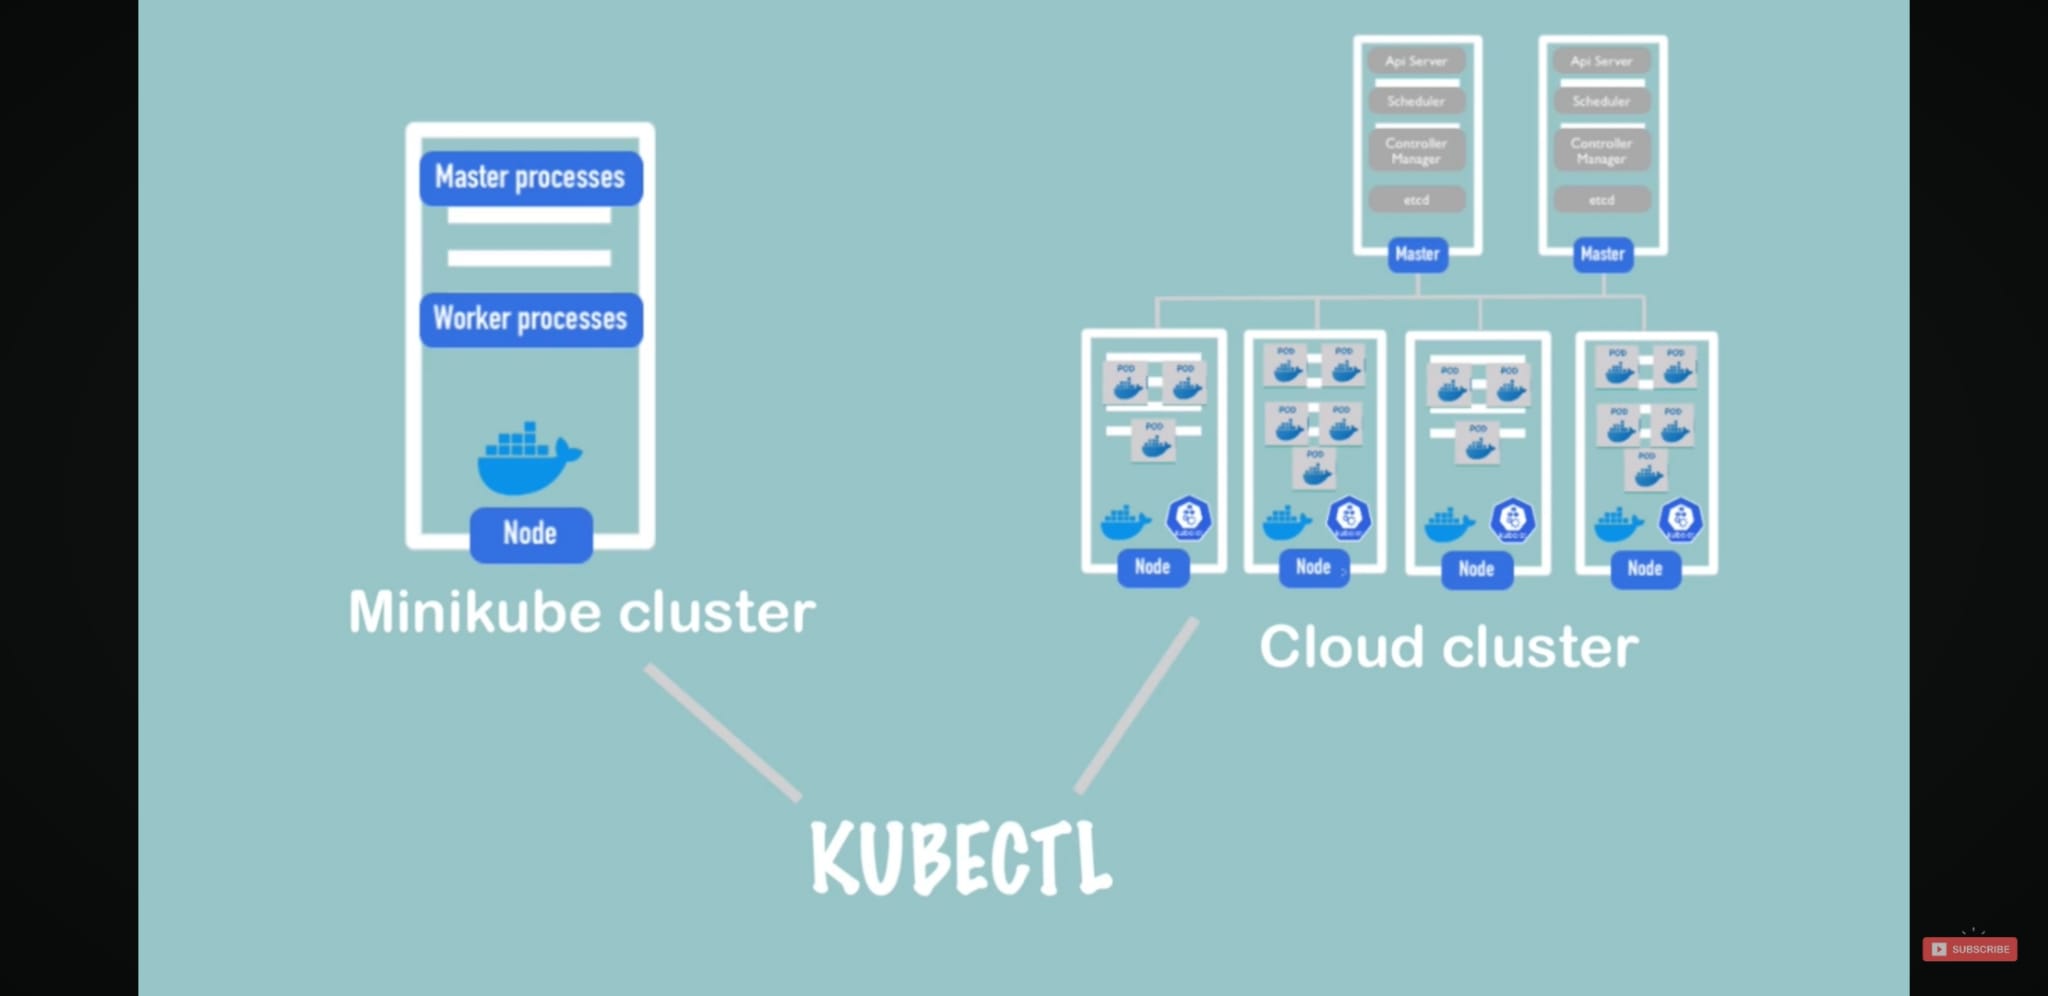 Master processes
Worker processes
Node
Minikube cluster
Api Server
Scheduler
Controller
Manager
etcd
Master
Api Server
Scheduler
Controller
Manager
etcd
Master
POD POD
POD
Node
POD POD
POD POD
POD
Node
POD POD
POD
Node
POD POD
POD POD
POD
Node
Cloud cluster
KUBECTL
SUBSCRIBE